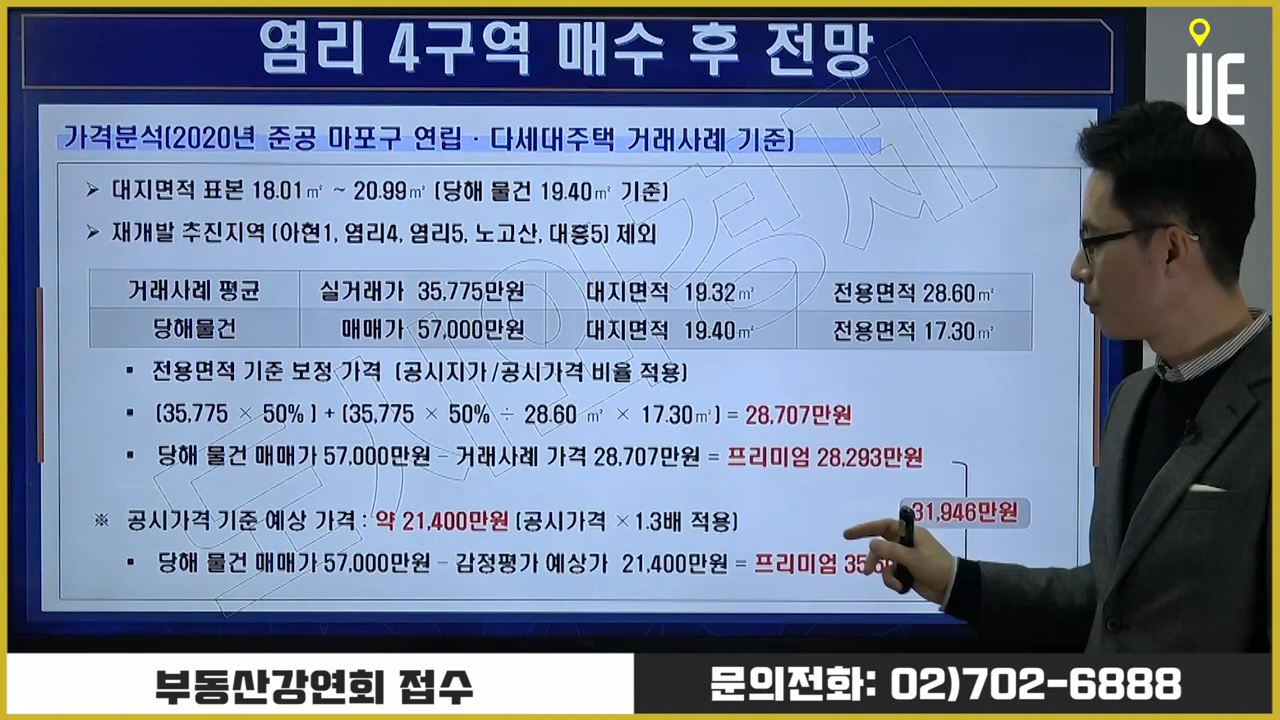 염리 4구역 매수 후 전망
UE
가격분석(2020년 준공 마포구 연립 · 다세대주택 거래사례 기준)
➢ 대지면적 표본 18.01㎡ ~ 20.99㎡ (당해 물건 19.40㎡ 기준)
➢ 재개발 추진지역 (아현1, 염리4, 염리5, 노고산, 대흥5) 제외
거래사례 평균 실거래가 35,775만원 대지면적 19.32㎡ 전용면적 28.60㎡
당해물건 매매가 57,000만원 대지면적 19.40㎡ 전용면적 17.30㎡
▪ 전용면적 기준 보정 가격 (공시지가/공시가격 비율 적용)
▪ (35,775 × 50% ) + (35,775 × 50% ÷ 28.60 ㎡ × 17.30㎡) = 28,707만원
▪ 당해 물건 매매가 57,000만원 – 거래사례 가격 28,707만원 = 프리미엄 28,293만원
31,946만원
※ 공시가격 기준 예상 가격 : 약 21,400만원 (공시가격 ×1.3배 적용)
▪ 당해 물건 매매가 57,000만원 – 감정평가 예상가 21,400만원 = 프리미엄
도시와경제
부동산강연회 접수
문의전화: 02)702-6888